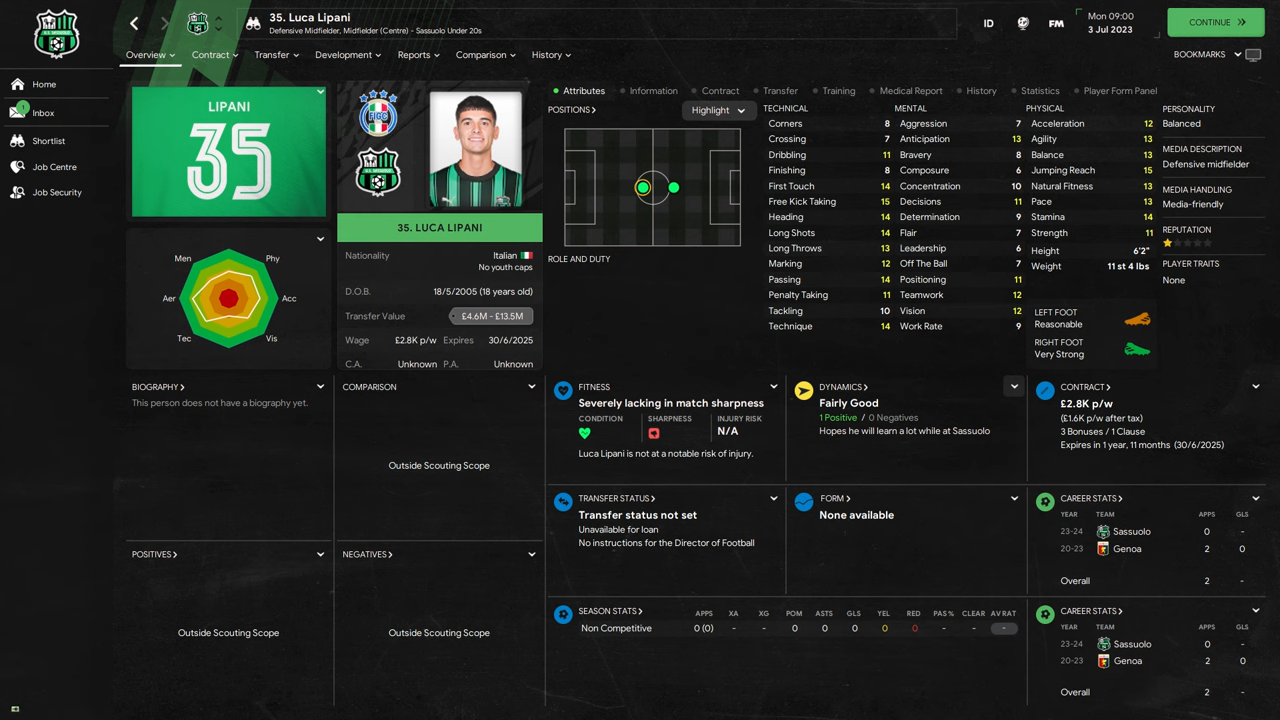 35. Luca Lipani
Defensive Midfielder, Midfielder (Centre) - Sassuolo Under 20s
ID
FM
Mon 09:00
3 Jul 2023
CONTINUE
Overview
Contract
Transfer
Development
Reports
Comparison
History
BOOKMARKS
Home
1
Inbox
Shortlist
Job Centre
Job Security
LIPANI
35
FIGC
35. LUCA LIPANI
Nationality Italian
No youth caps
D.O.B. 18/5/2005 (18 years old)
Transfer Value £4.6M - £13.5M
Wage £2.8K p/w Expires 30/6/2025
C.A. Unknown P.A. Unknown
Men Phy
Aer Acc
Tec Vis
Attributes Information Contract Transfer Training Medical Report History Statistics Player Form Panel
POSITIONS
Highlight
ROLE AND DUTY
TECHNICAL
Corners 8
Crossing 7
Dribbling 11
Finishing 8
First Touch 14
Free Kick Taking 15
Heading 14
Long Shots 14
Long Throws 13
Marking 12
Passing 14
Penalty Taking 11
Tackling 10
Technique 14
MENTAL
Aggression 7
Anticipation 13
Bravery 8
Composure 6
Concentration 10
Decisions 11
Determination 9
Flair 7
Leadership 6
Off The Ball 7
Positioning 11
Teamwork 12
Vision 12
Work Rate 9
PHYSICAL
Acceleration 12
Agility 13
Balance 13
Jumping Reach 15
Natural Fitness 13
Pace 13
Stamina 14
Strength 11
Height 6'2"
Weight 11 st 4 lbs
LEFT FOOT
Reasonable
RIGHT FOOT
Very Strong
PERSONALITY
Balanced
MEDIA DESCRIPTION
Defensive midfielder
MEDIA HANDLING
Media-friendly
REPUTATION
PLAYER TRAITS
None
BIOGRAPHY
This person does not have a biography yet.
COMPARISON
Outside Scouting Scope
POSITIVES
Outside Scouting Scope
NEGATIVES
Outside Scouting Scope
FITNESS
Severely lacking in match sharpness
CONDITION SHARPNESS INJURY RISK
N/A
Luca Lipani is not at a notable risk of injury.
DYNAMICS
Fairly Good
1 Positive / 0 Negatives
Hopes he will learn a lot while at Sassuolo
CONTRACT
£2.8K p/w
(£1.6K p/w after tax)
3 Bonuses / 1 Clause
Expires in 1 year, 11 months (30/6/2025)
TRANSFER STATUS
Transfer status not set
Unavailable for loan
No instructions for the Director of Football
FORM
None available
CAREER STATS
YEAR TEAM APPS GLS
23-24 Sassuolo 0 -
20-23 Genoa 2 0
Overall 2 -
SEASON STATS APPS XA XG POM ASTS GLS YEL RED PAS% CLEAR AV RAT
Non Competitive 0 (0) - - 0 0 0 0 0 - - -
CAREER STATS
YEAR TEAM APPS GLS
23-24 Sassuolo 0 -
20-23 Genoa 2 0
Overall 2 -